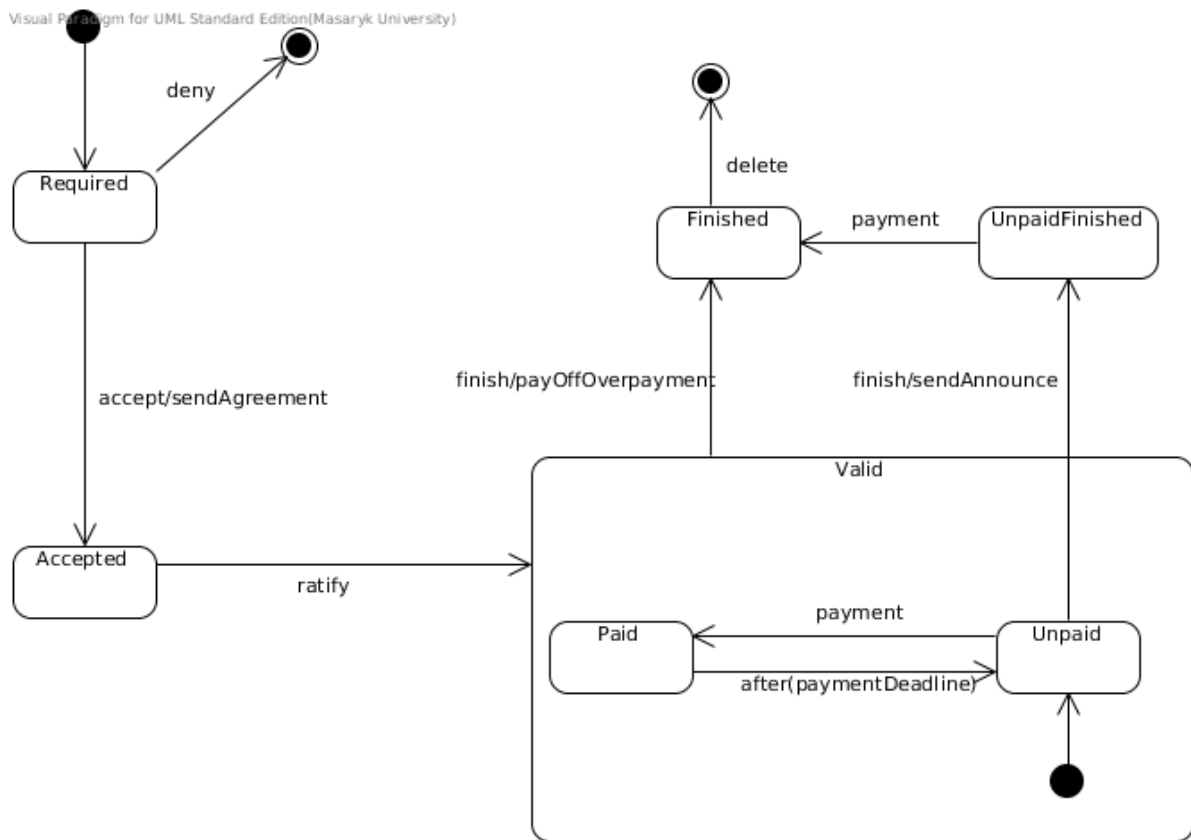 Visual Paradigm for UML Standard Edition(Masaryk University)
deny
Required
delete
Finished
payment
UnpaidFinished
finish/payOffOverpayment
finish/sendAnnounce
accept/sendAgreement
Valid
Accepted
ratify
payment
Paid
Unpaid
after(paymentDeadline)